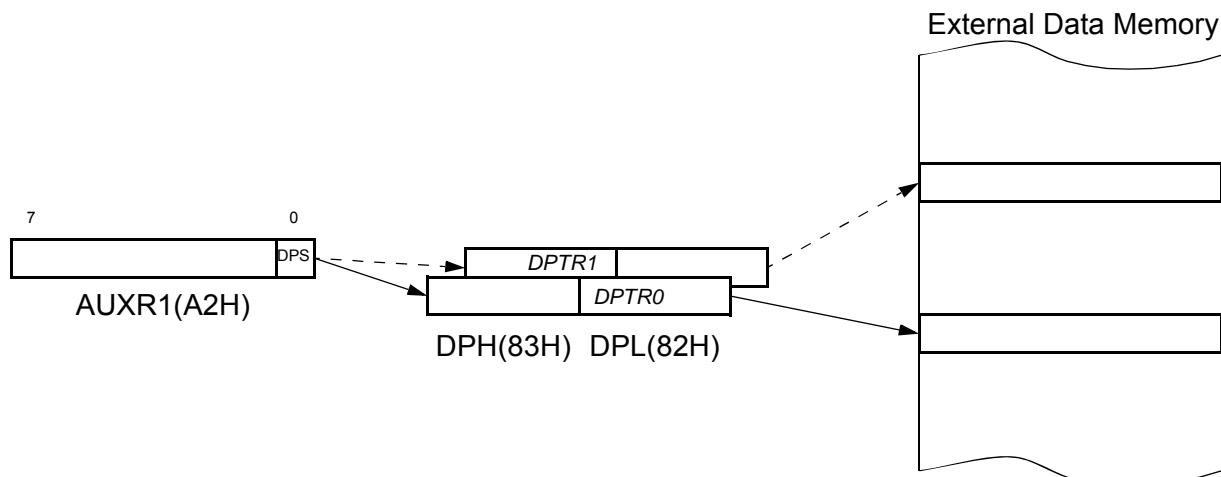 External Data Memory
7 0
DPS
DPTR1
AUXR1(A2H)
DPTR0
DPH(83H) DPL(82H)